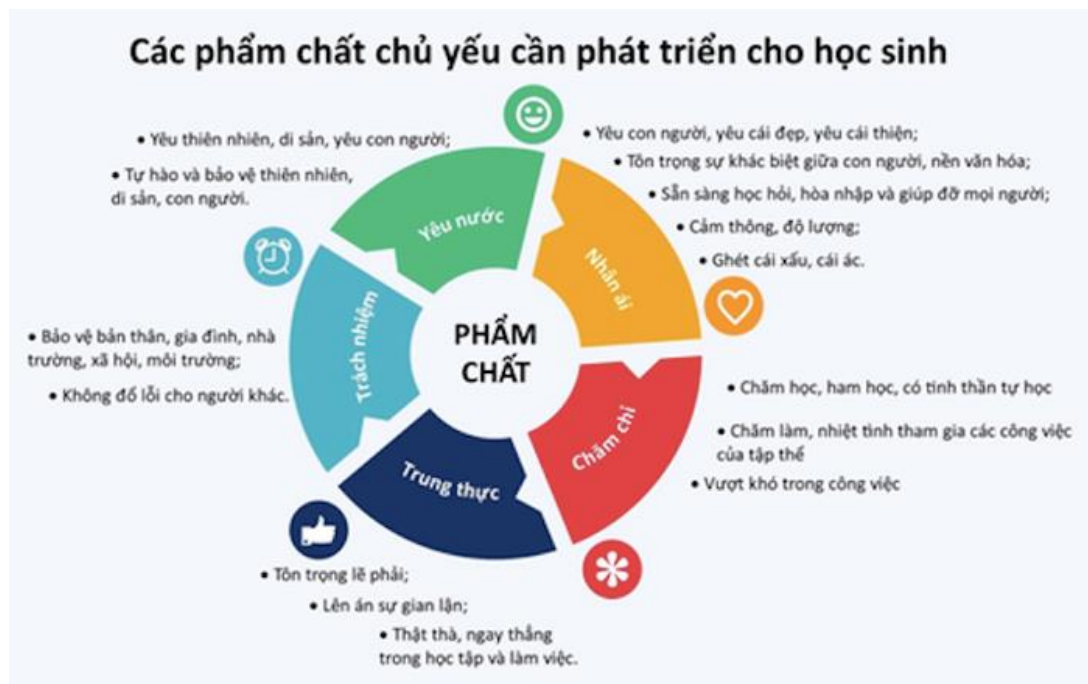 Các phẩm chất chủ yếu cần phát triển cho học sinh
• Yêu thiên nhiên, di sản, yêu con người;
• Tự hào và bảo vệ thiên nhiên,
di sản, con người.
Yêu nước
• Yêu con người, yêu cái đẹp, yêu cái thiện;
• Tôn trọng sự khác biệt giữa con người, nền văn hóa;
• Sẵn sàng học hỏi, hòa nhập và giúp đỡ mọi người;
• Cảm thông, độ lượng;
• Ghét cái xấu, cái ác.
Nhân ái
PHẨM
CHẤT
• Chăm học, ham học, có tinh thần tự học
• Chăm làm, nhiệt tình tham gia các công việc
của tập thể
• Vượt khó trong công việc
Chăm chỉ
Trung thực
• Tôn trọng lẽ phải;
• Lên án sự gian lận;
• Thật thà, ngay thẳng
trong học tập và làm việc.
Trách nhiệm
• Bảo vệ bản thân, gia đình, nhà
trường, xã hội, môi trường;
• Không đổ lỗi cho người khác.